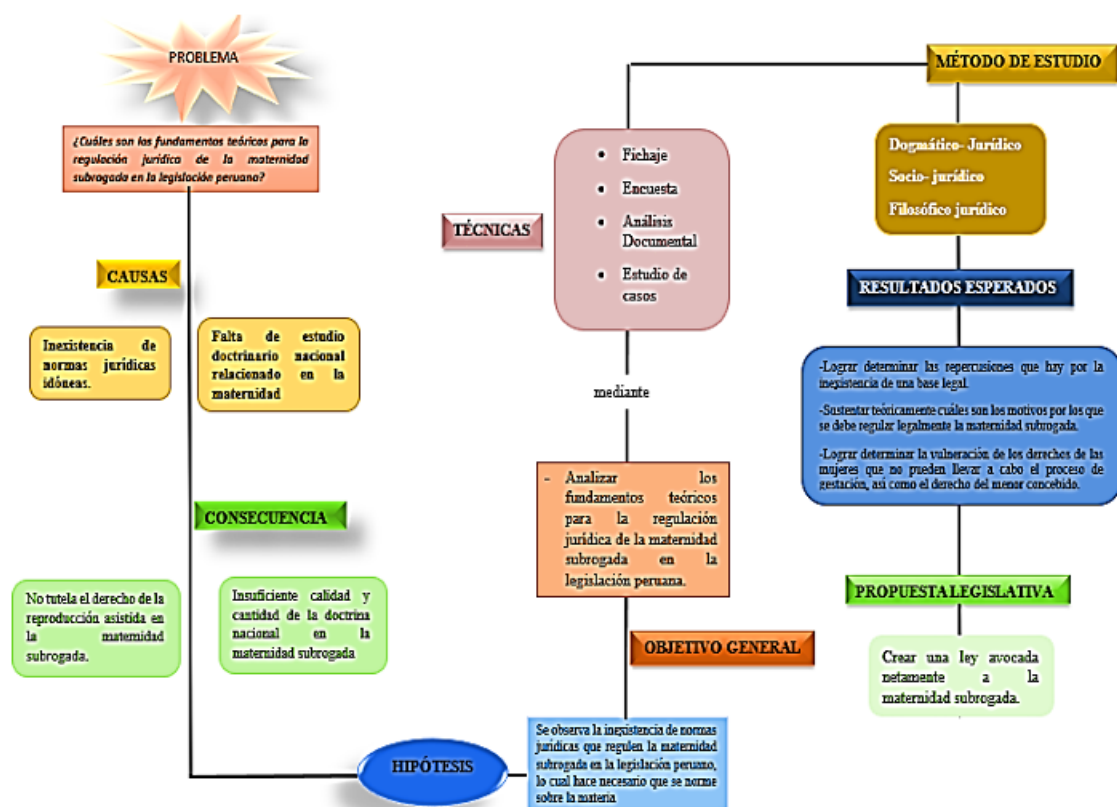 PROBLEMA
¿Cuáles son los fundamentos teóricos para la
regulación jurídica de la maternidad
subrogada en la legislación peruana?
CAUSAS
Inexistencia de
normas jurídicas
idóneas.
Falta de estudio
doctrinario nacional
relacionado en la
maternidad
CONSECUENCIA
No tutela el derecho de la
reproducción asistida en
la maternidad
subrogada.
Insuficiente calidad y
cantidad de la doctrina
nacional en la
maternidad subrogada
HIPÓTESIS
Se observa la inexistencia de normas
jurídicas que regulen la maternidad
subrogada en la legislación peruano,
lo cual hace necesario que se norme
sobre la materia
OBJETIVO GENERAL
- Analizar los
fundamentos teóricos
para la regulación
jurídica de la maternidad
subrogada en la
legislación peruana.
mediante
TÉCNICAS
• Fichaje
• Encuesta
• Análisis
Documental
• Estudio de
casos
MÉTODO DE ESTUDIO
Dogmático- Jurídico
Socio- jurídico
Filosófico jurídico
RESULTADOS ESPERADOS
-Lograr determinar las repercusiones que hay por la
inexistencia de una base legal.
-Sustentar teóricamente cuáles son los motivos por los que
se debe regular legalmente la maternidad subrogada.
-Lograr determinar la vulneración de los derechos de las
mujeres que no pueden llevar a cabo el proceso de
gestación, así como el derecho del menor concebido.
PROPUESTA LEGISLATIVA
Crear una ley avocada
netamente a la
maternidad subrogada.